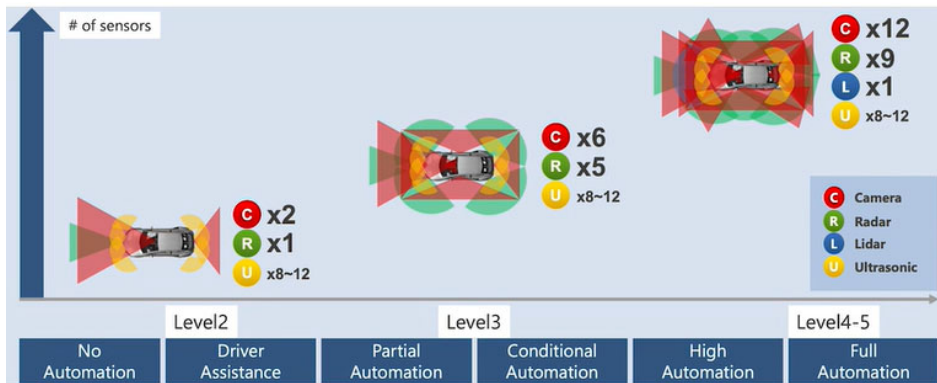 # of sensors
C x12
R x9
L x1
U x8~12
C x6
R x5
U x8~12
C x2
R x1
U x8~12
C Camera
R Radar
L Lidar
U Ultrasonic
Level2
Level3
Level4-5
No
Automation
Driver
Assistance
Partial
Automation
Conditional
Automation
High
Automation
Full
Automation